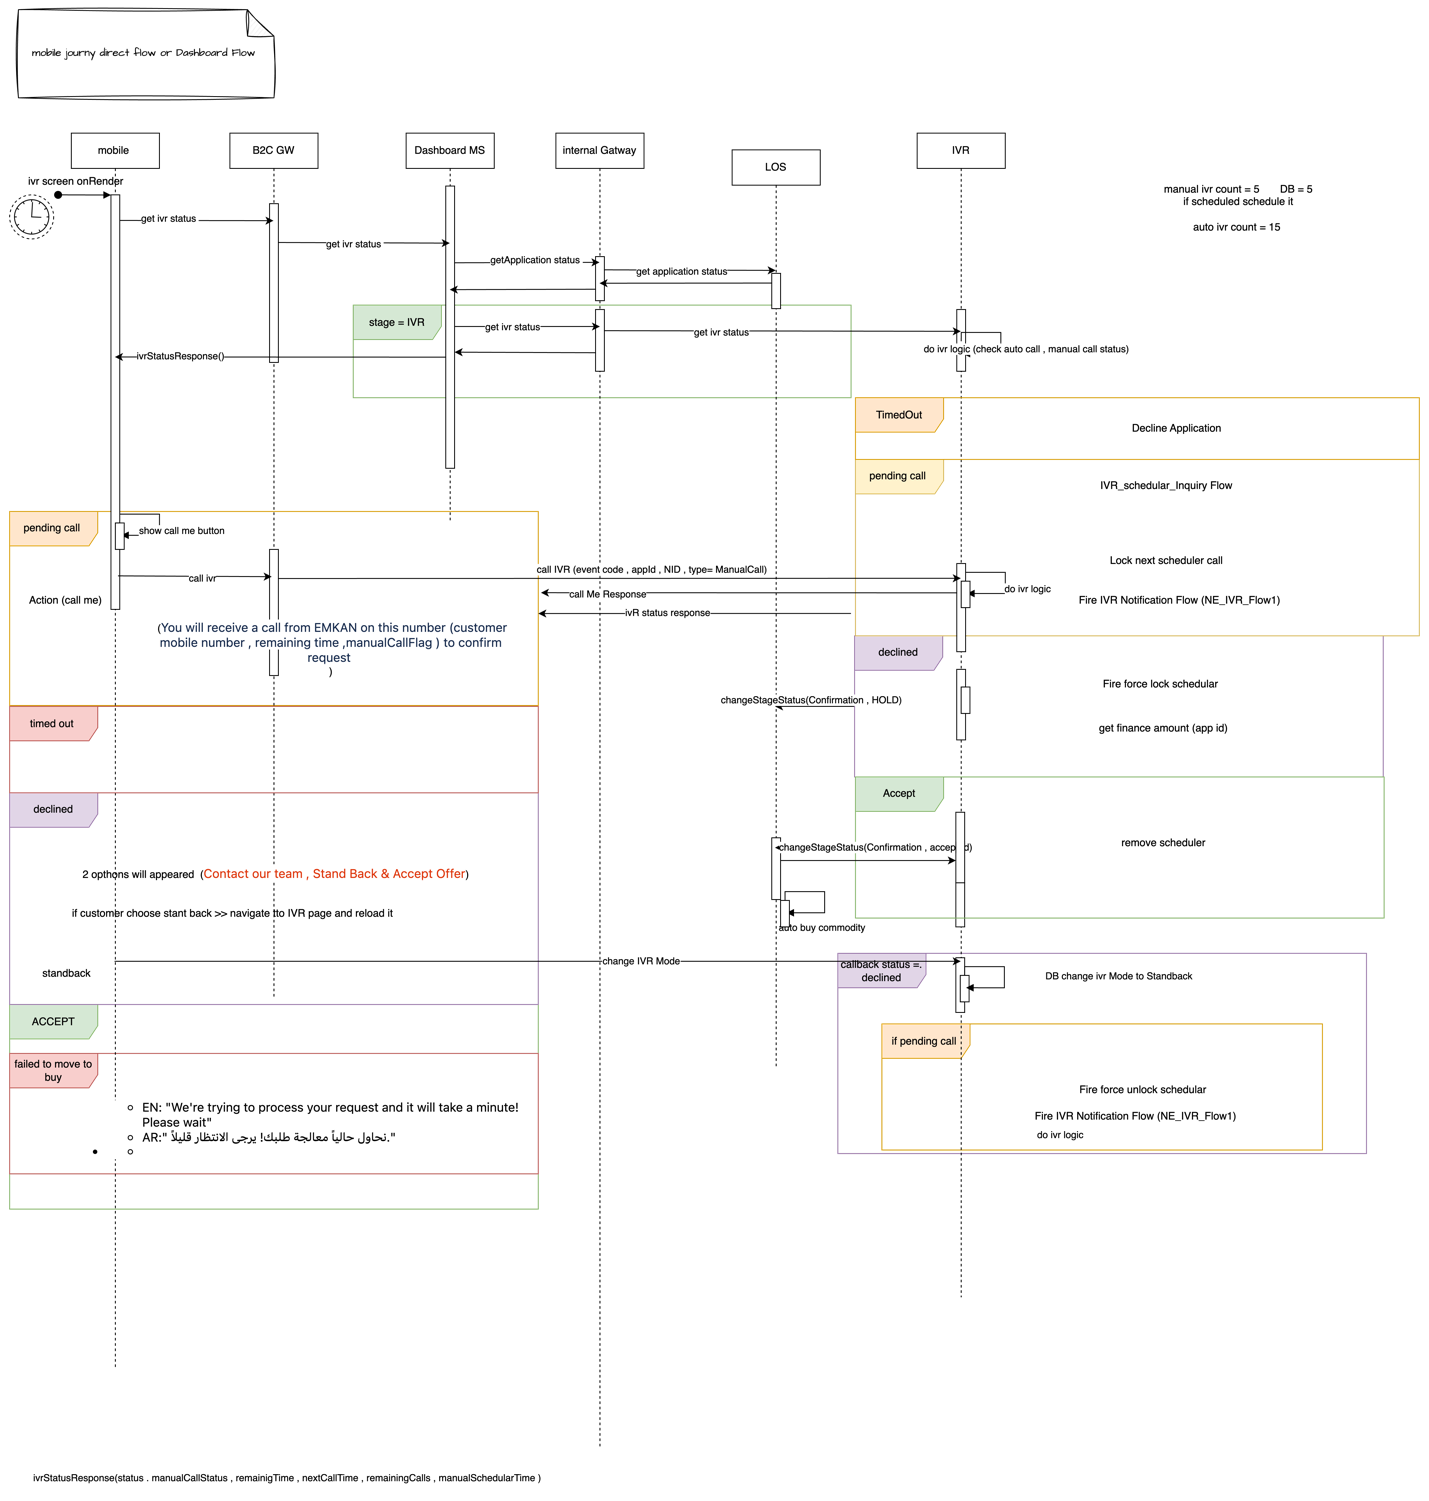 mobile journy direct flow or Dashboard Flow
mobile
B2C GW
Dashboard MS
internal Gatway
LOS
IVR
ivr screen onRender
manual ivr count = 5 DB = 5
if scheduled schedule it
auto ivr count = 15
get ivr status
get ivr status
getApplication status
get application status
stage = IVR
get ivr status
get ivr status
do ivr logic (check auto call , manual call status)
ivrStatusResponse()
TimedOut
Decline Application
pending call
IVR_schedular_Inquiry Flow
pending call
show call me button
Lock next scheduler call
call ivr
call IVR (event code , appId , NID , type= ManualCall)
do ivr logic
call Me Response
Action (call me)
Fire IVR Notification Flow (NE_IVR_Flow1)
ivR status response
(You will receive a call from EMKAN on this number (customer
mobile number , remaining time ,manualCallFlag ) to confirm
request
)
declined
Fire force lock schedular
changeStageStatus(Confirmation , HOLD)
timed out
get finance amount (app id)
Accept
declined
remove scheduler
changeStageStatus(Confirmation , accepted)
2 opthons will appeared (Contact our team , Stand Back & Accept Offer)
if customer choose stant back >> navigate tto IVR page and reload it
auto buy commodity
change IVR Mode
standback
callback status =.
declined
DB change ivr Mode to Standback
ACCEPT
if pending call
failed to move to
buy
Fire force unlock schedular
EN: "We're trying to process your request and it will take a minute!
Please wait"
Fire IVR Notification Flow (NE_IVR_Flow1)
AR:" نحاول حالياً معالجة طلبك! يرجى الانتظار قليلاً."
do ivr logic
ivrStatusResponse(status . manualCallStatus , remainigTime , nextCallTime , remainingCalls , manualSchedularTime )